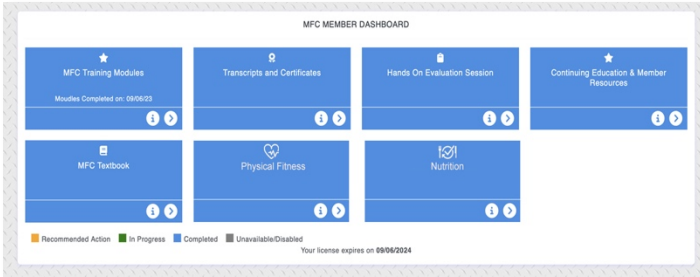 MFC MEMBER DASHBOARD
MFC Training Modules
Moudles Completed on: 09/06/23
Transcripts and Certificates
Hands On Evaluation Session
Continuing Education & Member
Resources
MFC Textbook
Physical Fitness
Nutrition
Recommended Action In Progress Completed Unavailable/Disabled
Your license expires on 09/06/2024